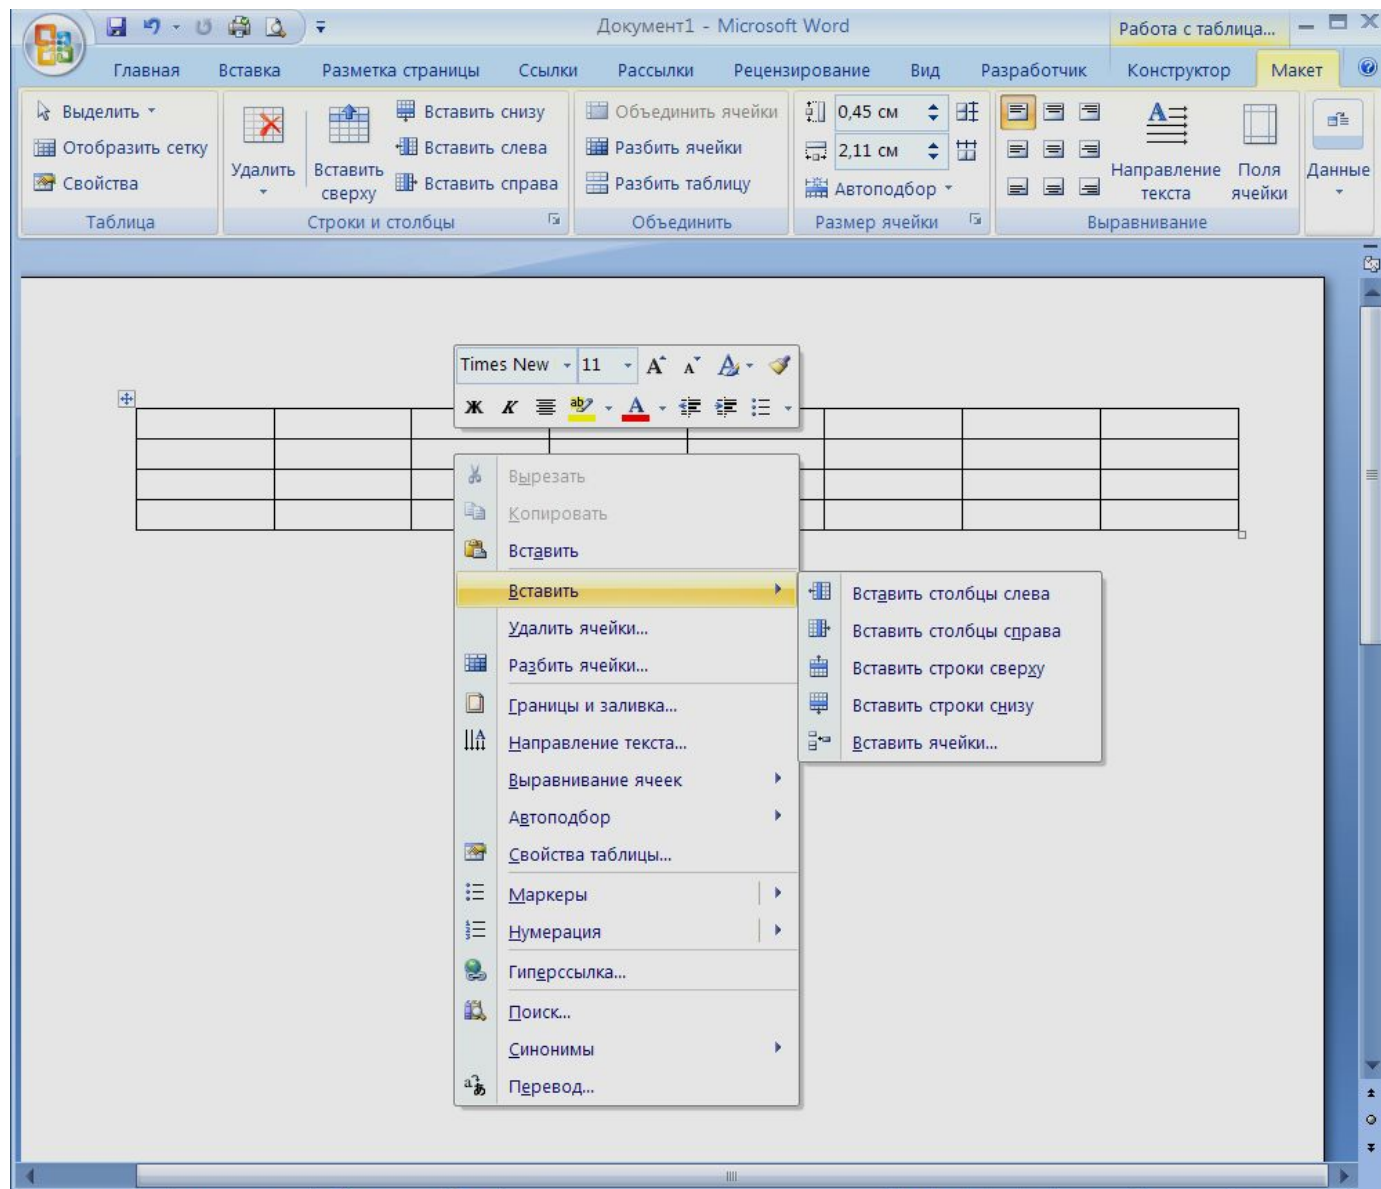 Документ1 - Microsoft Word
Работа с таблица...
Главная Вставка Разметка страницы Ссылки Рассылки Рецензирование Вид Разработчик Конструктор Макет
Выделить
Отобразить сетку
Свойства
Таблица
Удалить
Вставить
сверху
Вставить снизу
Вставить слева
Вставить справа
Строки и столбцы
Объединить ячейки
Разбить ячейки
Разбить таблицу
Объединить
0,45 см
2,11 см
Автоподбор
Размер ячейки
Направление
текста
Поля
ячейки
Выравнивание
Данные
Times New 11
Ж К
Вырезать
Копировать
Вставить
Вставить
Удалить ячейки...
Разбить ячейки...
Границы и заливка...
Направление текста...
Выравнивание ячеек
Автоподбор
Свойства таблицы...
Маркеры
Нумерация
Гиперссылка...
Поиск...
Синонимы
Перевод...
Вставить столбцы слева
Вставить столбцы справа
Вставить строки сверху
Вставить строки снизу
Вставить ячейки...